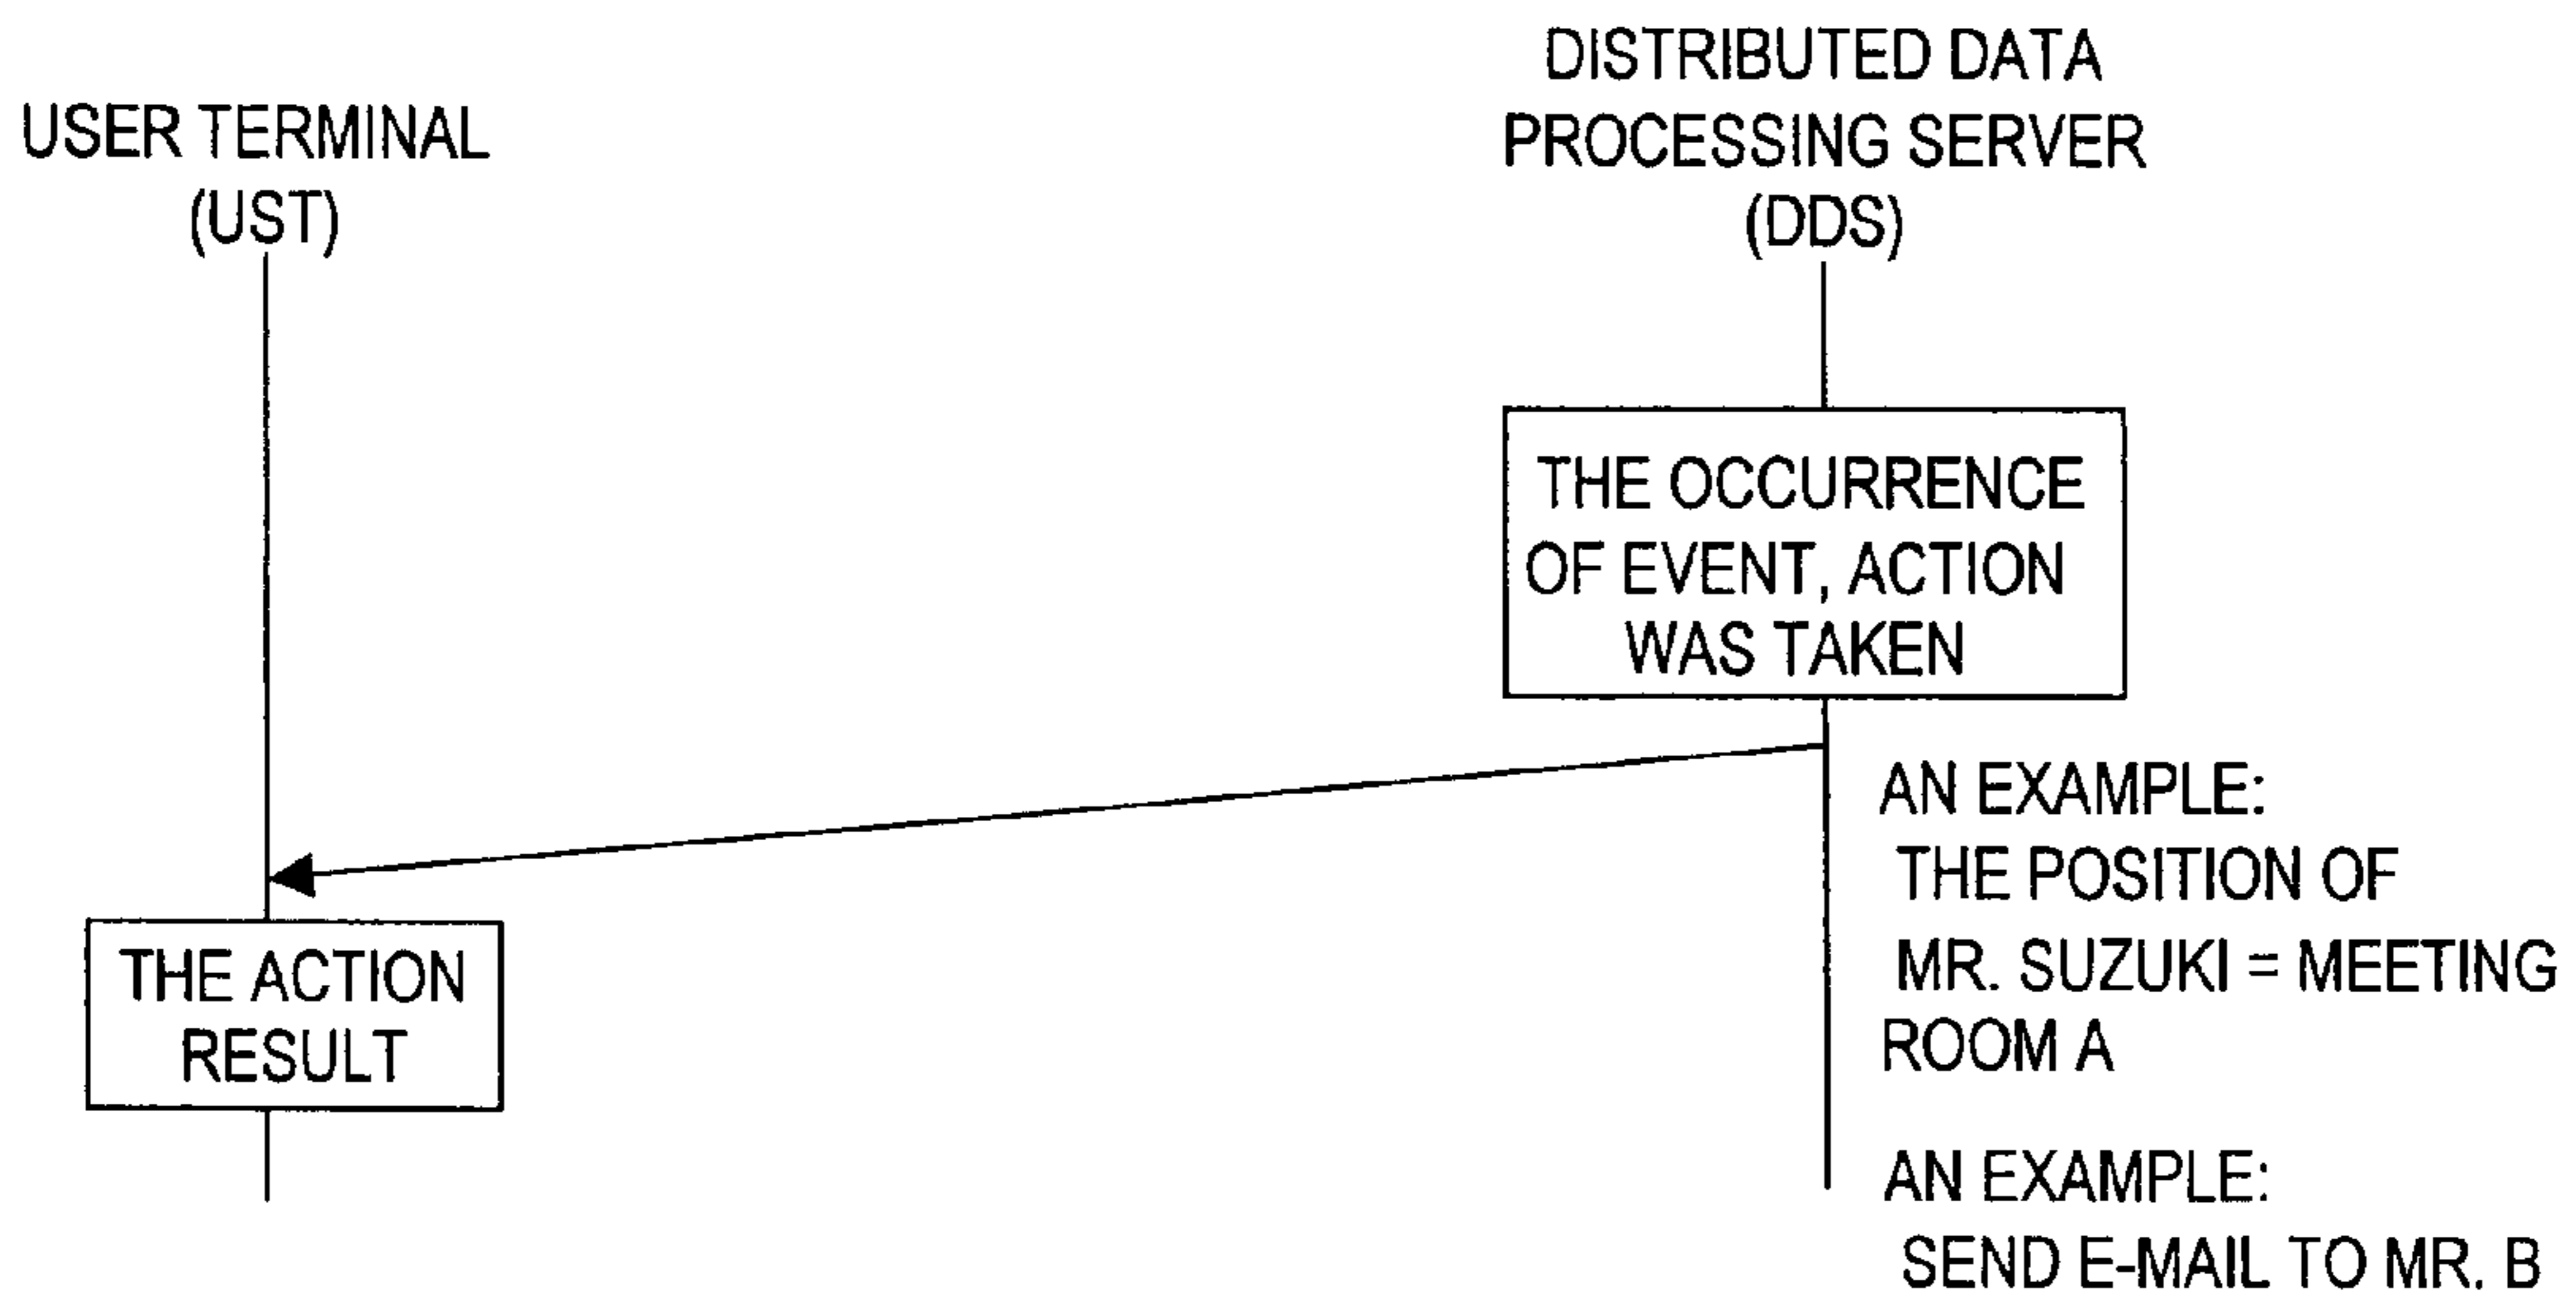 USER TERMINAL
(UST)
DISTRIBUTED DATA
PROCESSING SERVER
(DDS)
THE OCCURRENCE
OF EVENT, ACTION
WAS TAKEN
AN EXAMPLE:
THE POSITION OF
MR. SUZUKI = MEETING
ROOM A
THE ACTION
RESULT
AN EXAMPLE:
SEND E-MAIL TO MR. B